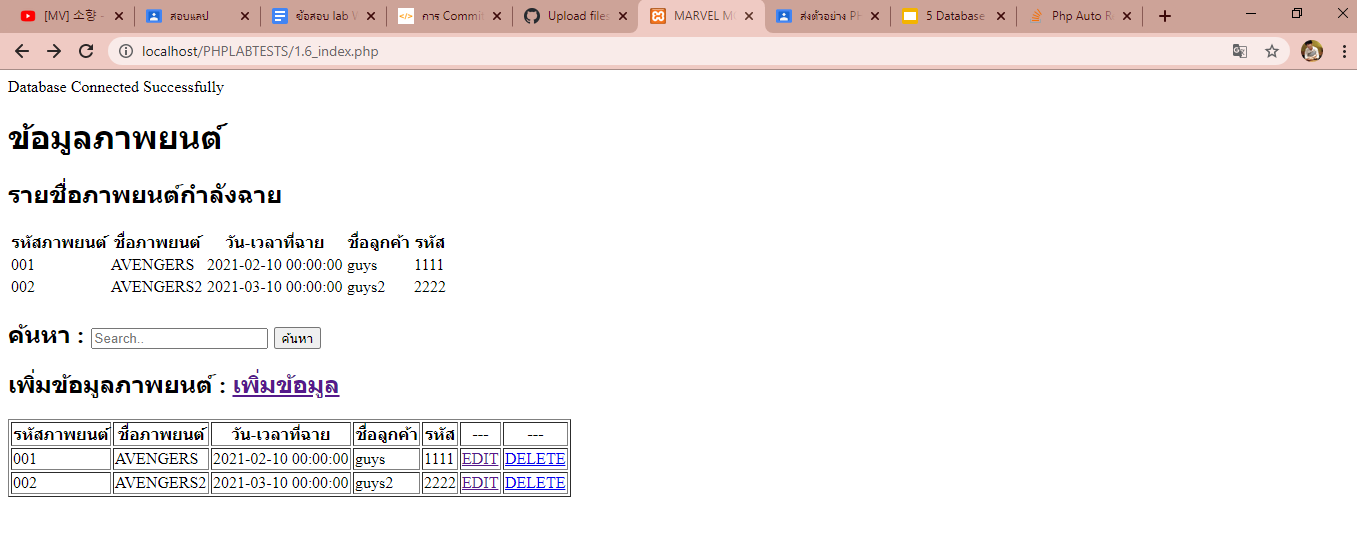 [MV] 소향 -
สอบแลป
ข้อสอบ lab W
การ Commit
Upload files
MARVEL M
ส่งตัวอย่าง PH
5 Database
Php Auto R
localhost/PHPLABTESTS/1.6_index.php
Database Connected Successfully
ข้อมูลภาพยนต์
รายชื่อภาพยนต์กำลังฉาย
รหัสภาพยนต์ ชื่อภาพยนต์ วัน-เวลาที่ฉาย ชื่อลูกค้า รหัส
001 AVENGERS 2021-02-10 00:00:00 guys 1111
002 AVENGERS2 2021-03-10 00:00:00 guys2 2222
ค้นหา : Search.. ค้นหา
เพิ่มข้อมูลภาพยนต์ : เพิ่มข้อมูล
รหัสภาพยนต์ ชื่อภาพยนต์ วัน-เวลาที่ฉาย ชื่อลูกค้า รหัส --- ---
001 AVENGERS 2021-02-10 00:00:00 guys 1111 EDIT DELETE
002 AVENGERS2 2021-03-10 00:00:00 guys2 2222 EDIT DELETE